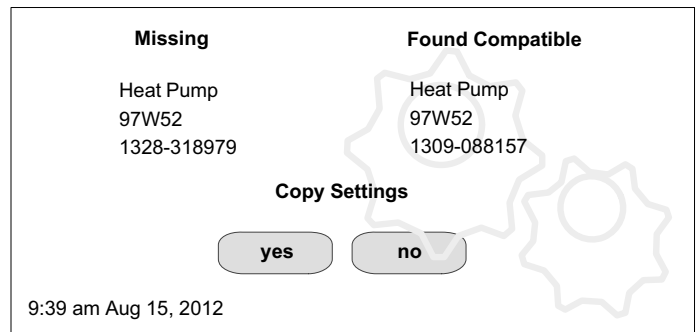 Missing
Found Compatible
Heat Pump
97W52
1328-318979
Heat Pump
97W52
1309-088157
Copy Settings
yes
no
9:39 am Aug 15, 2012